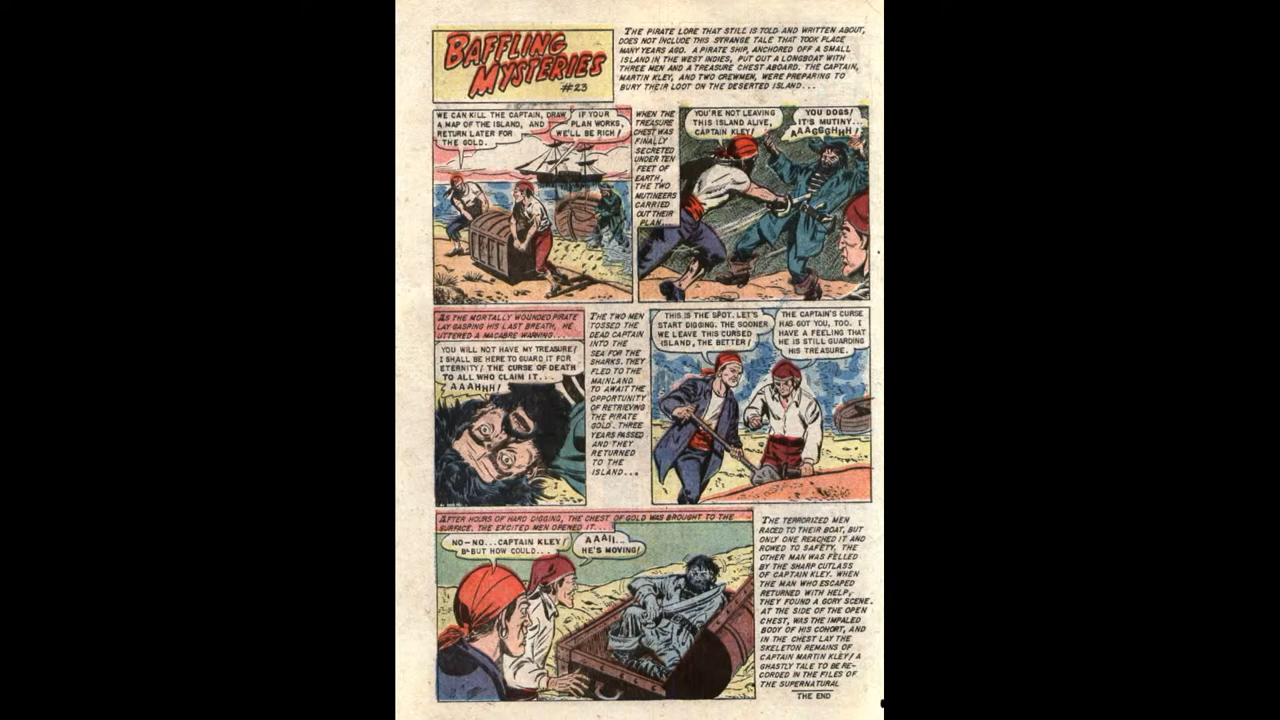 BAFFLING
MYSTERIES
#23
THE PIRATE LORE THAT STILL IS TOLD AND WRITTEN ABOUT,
DOES NOT INCLUDE THIS STRANGE TALE THAT TOOK PLACE
MANY YEARS AGO. A PIRATE SHIP, ANCHORED OFF A SMALL
ISLAND IN THE WEST INDIES, PUT OUT A LONGBOAT WITH
THREE MEN AND A TREASURE CHEST ABOARD. THE CAPTAIN,
MARTIN KLEY, AND TWO CREWMEN, WERE PREPARING TO
BURY THEIR LOOT ON THE DESERTED ISLAND...
WE CAN KILL THE CAPTAIN, DRAW
A MAP OF THE ISLAND, AND
RETURN LATER FOR
THE GOLD.
IF YOUR
PLAN WORKS,
WE'LL BE RICH!
WHEN THE
TREASURE
CHEST WAS
FINALLY
SECRETED
UNDER TEN
FEET OF
EARTH,
THE TWO
MUTINEERS
CARRIED
OUT THEIR
PLAN...
YOU'RE NOT LEAVING
THIS ISLAND ALIVE,
CAPTAIN KLEY!
YOU DOGS!
IT'S MUTINY...
AAAGGGHHH!
AS THE MORTALLY WOUNDED PIRATE
LAY GASPING HIS LAST BREATH, HE
UTTERED A MACABRE WARNING...
YOU WILL NOT HAVE MY TREASURE!
I SHALL BE HERE TO GUARD IT FOR
ETERNITY! THE CURSE OF DEATH
TO ALL WHO CLAIM IT...
AAAHHH!
THE TWO MEN
TOSSED THE
DEAD CAPTAIN
INTO THE
SEA FOR THE
SHARKS. THEY
FLED TO THE
MAINLAND
TO AWAIT THE
OPPORTUNITY
OF RETRIEVING
THE PIRATE
GOLD. THREE
YEARS PASSED
AND THEY
RETURNED
TO THE
ISLAND...
THIS IS THE SPOT. LET'S
START DIGGING. THE SOONER
WE LEAVE THIS CURSED
ISLAND, THE BETTER!
THE CAPTAIN'S CURSE
HAS GOT YOU, TOO. I
HAVE A FEELING THAT
HE IS STILL GUARDING
HIS TREASURE.
AFTER HOURS OF HARD DIGGING, THE CHEST OF GOLD WAS BROUGHT TO THE
SURFACE. THE EXCITED MEN OPENED IT...
NO-NO...CAPTAIN KLEY!
B-BUT HOW COULD...
AAAII...
HE'S MOVING!
THE TERRORIZED MEN
RACED TO THEIR BOAT, BUT
ONLY ONE REACHED IT AND
ROWED TO SAFETY. THE
OTHER MAN WAS FELLED
BY THE SHARP CUTLASS
OF CAPTAIN KLEY. WHEN
THE MAN WHO ESCAPED
RETURNED WITH HELP,
THEY FOUND A GORY SCENE.
AT THE SIDE OF THE OPEN
CHEST, WAS THE IMPALED
BODY OF HIS COHORT, AND
IN THE CHEST LAY THE
SKELETON REMAINS OF
CAPTAIN MARTIN KLEY! A
GHASTLY TALE TO BE RE-
CORDED IN THE FILES OF
THE SUPERNATURAL
THE END